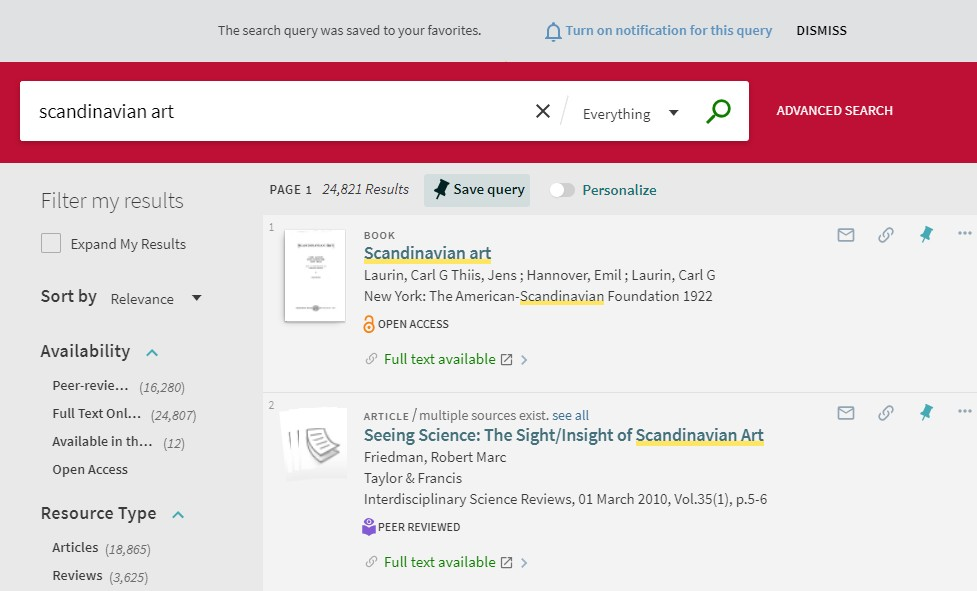 The search query was saved to your favorites. Turn on notification for this query DISMISS
scandinavian art Everything ADVANCED SEARCH
Filter my results
Expand My Results
Sort by Relevance
Availability
Peer-revie... (16,280)
Full Text Onl... (24,807)
Available in th... (12)
Open Access
Resource Type
Articles (18,865)
Reviews (3,625)
PAGE 1 24,821 Results Save query Personalize
1
BOOK
Scandinavian art
Laurin, Carl G Thiis, Jens ; Hannover, Emil ; Laurin, Carl G
New York: The American-Scandinavian Foundation 1922
OPEN ACCESS
Full text available
2
ARTICLE / multiple sources exist. see all
Seeing Science: The Sight/Insight of Scandinavian Art
Friedman, Robert Marc
Taylor & Francis
Interdisciplinary Science Reviews, 01 March 2010, Vol.35(1), p.5-6
PEER REVIEWED
Full text available